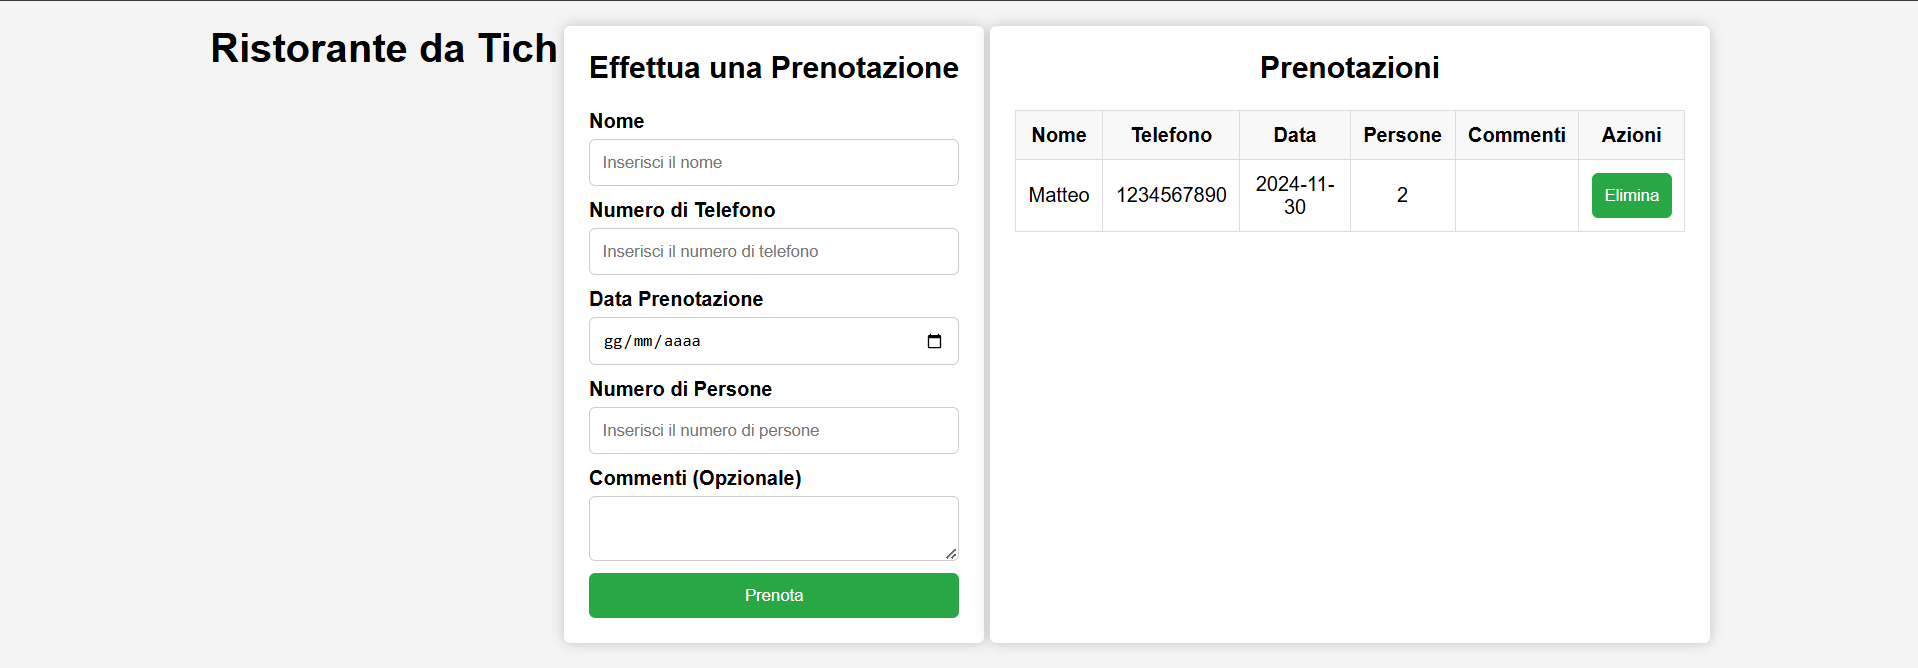 Ristorante da Tich
Effettua una Prenotazione
Nome
Inserisci il nome
Numero di Telefono
Inserisci il numero di telefono
Data Prenotazione
gg/mm/aaaa
Numero di Persone
Inserisci il numero di persone
Commenti (Opzionale)
Prenota
Prenotazioni
Nome Telefono Data Persone Commenti Azioni
Matteo 1234567890 2024-11-
30 2 Elimina